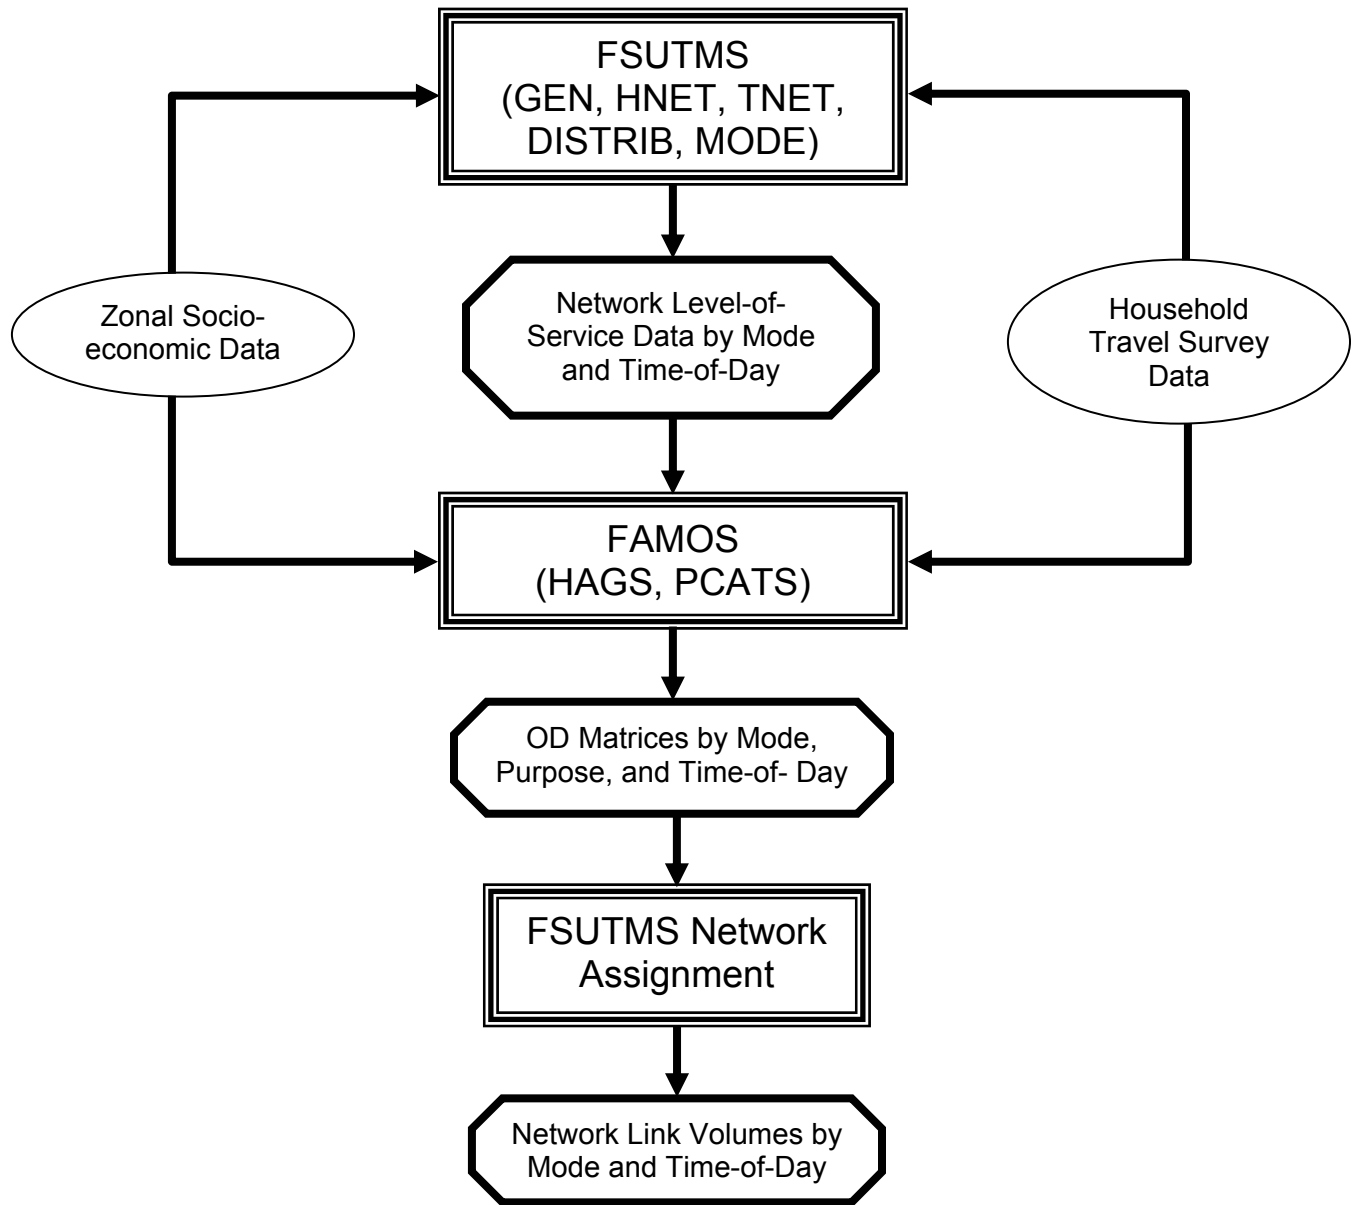 FSUTMS
(GEN, HNET, TNET,
DISTRIB, MODE)
Zonal Socio-
economic Data
Network Level-of-
Service Data by Mode
and Time-of-Day
Household
Travel Survey
Data
FAMOS
(HAGS, PCATS)
OD Matrices by Mode,
Purpose, and Time-of- Day
FSUTMS Network
Assignment
Network Link Volumes by
Mode and Time-of-Day